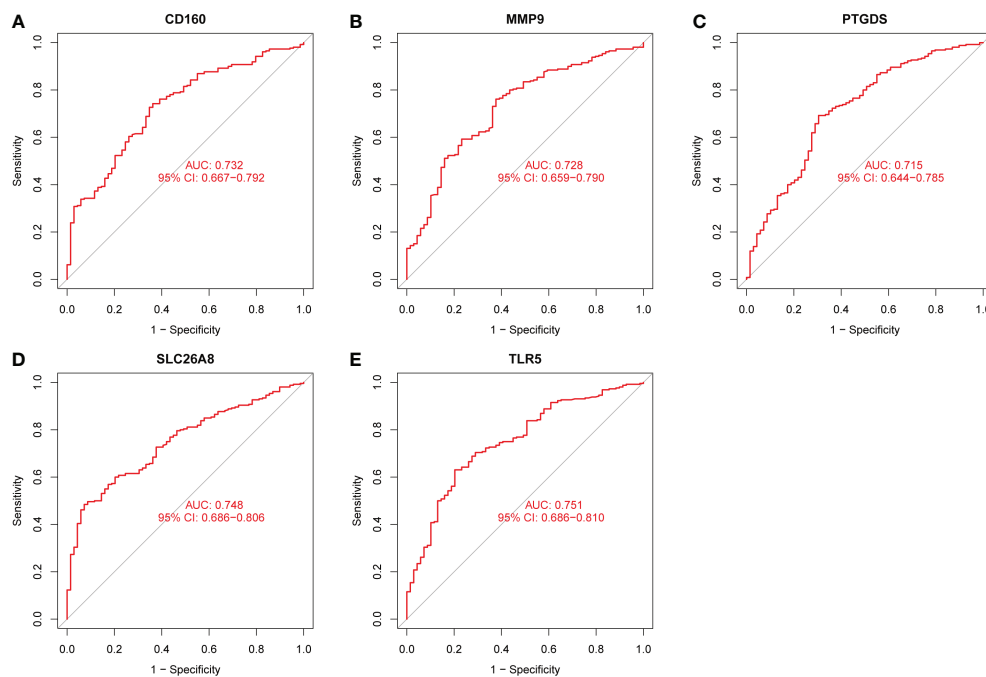 A
CD160
1.0
0.8
0.6
0.4
0.2
0.0
Sensitivity
AUC: 0.732
95% CI: 0.667−0.792
0.0 0.2 0.4 0.6 0.8 1.0
1 − Specificity
B
MMP9
1.0
0.8
0.6
0.4
0.2
0.0
Sensitivity
AUC: 0.728
95% CI: 0.659−0.790
0.0 0.2 0.4 0.6 0.8 1.0
1 − Specificity
C
PTGDS
1.0
0.8
0.6
0.4
0.2
0.0
Sensitivity
AUC: 0.715
95% CI: 0.644−0.785
0.0 0.2 0.4 0.6 0.8 1.0
1 − Specificity
D
SLC26A8
1.0
0.8
0.6
0.4
0.2
0.0
Sensitivity
AUC: 0.748
95% CI: 0.686−0.806
0.0 0.2 0.4 0.6 0.8 1.0
1 − Specificity
E
TLR5
1.0
0.8
0.6
0.4
0.2
0.0
Sensitivity
AUC: 0.751
95% CI: 0.686−0.810
0.0 0.2 0.4 0.6 0.8 1.0
1 − Specificity